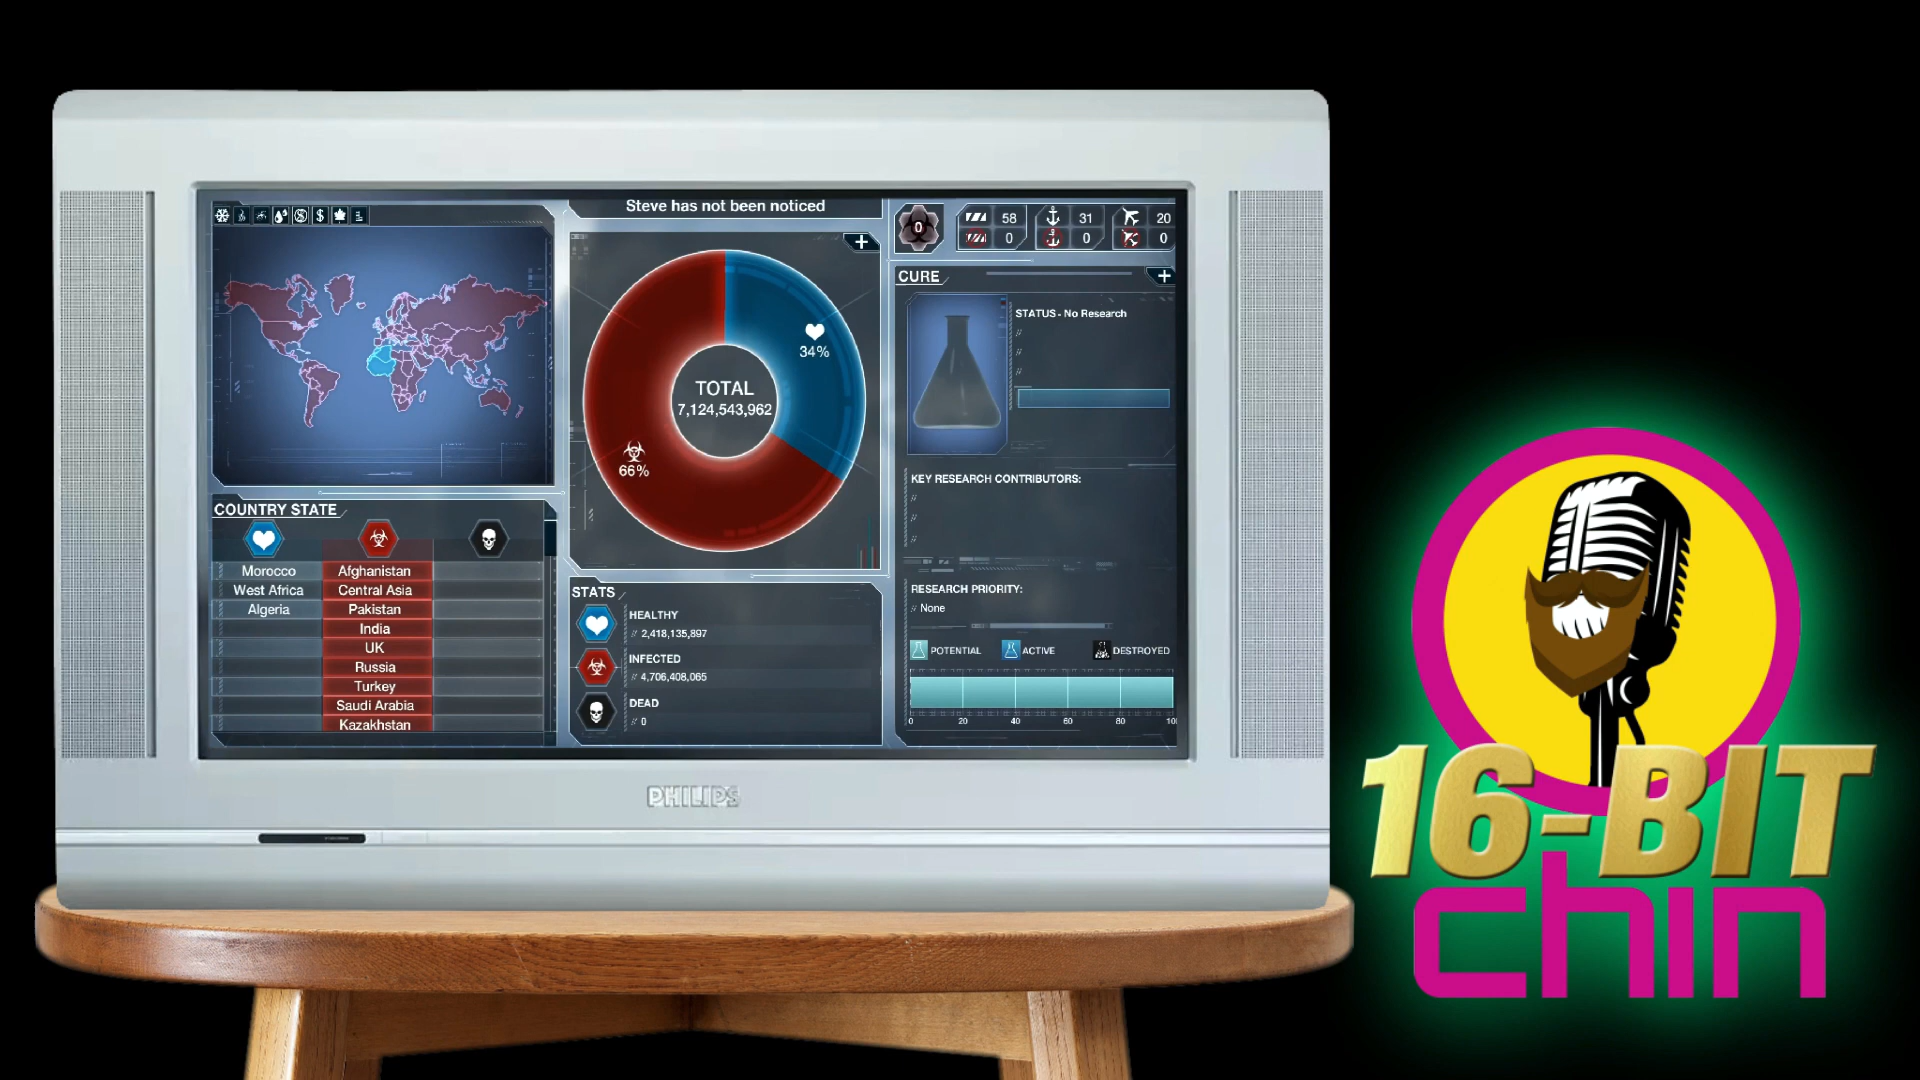 Steve has not been noticed
0
58
31
20
0
0
0
34%
TOTAL
7,124,543,962
66%
CURE
STATUS - No Research
//
//
//
KEY RESEARCH CONTRIBUTORS:
//
//
//
RESEARCH PRIORITY:
// None
POTENTIAL
ACTIVE
DESTROYED
0 20 40 60 80 10
COUNTRY STATE
Morocco
Afghanistan
West Africa
Central Asia
Algeria
Pakistan
India
UK
Russia
Turkey
Saudi Arabia
Kazakhstan
STATS
HEALTHY
// 2,418,135,897
INFECTED
// 4,706,408,065
DEAD
// 0
PHILIPS
16-BIT
chin